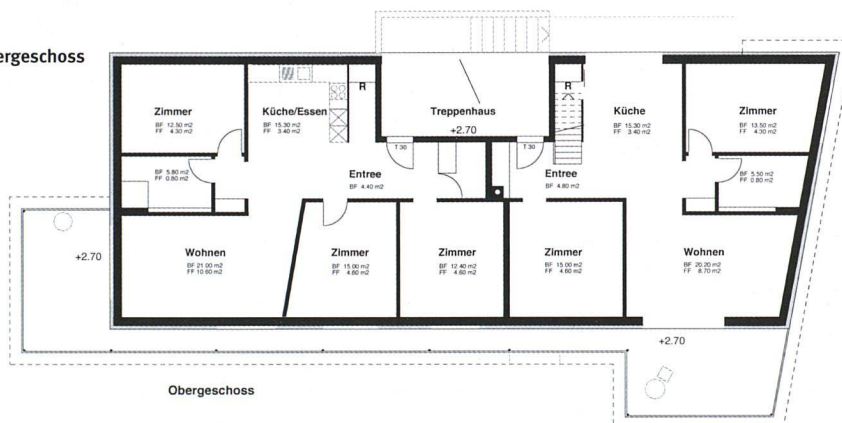 ergeschoss
Zimmer
BF 12.50 m2
FF 4.30 m2
Küche/Essen
BF 15.30 m2
FF 3.40 m2
R
Treppenhaus
+2.70
R
Küche
BF 15.30 m2
FF 3.40 m2
Zimmer
BF 13.50 m2
FF 4.30 m2
T 30
T 30
BF 5.80 m2
FF 0.80 m2
Entree
BF 4.40 m2
Entree
BF 4.80 m2
BF 5.50 m2
FF 0.80 m2
+2.70
Wohnen
BF 21.00 m2
FF 10.60 m2
Zimmer
BF 15.00 m2
FF 4.60 m2
Zimmer
BF 12.40 m2
FF 4.60 m2
Zimmer
BF 15.00 m2
FF 4.60 m2
Wohnen
BF 20.20 m2
FF 8.70 m2
+2.70
Obergeschoss